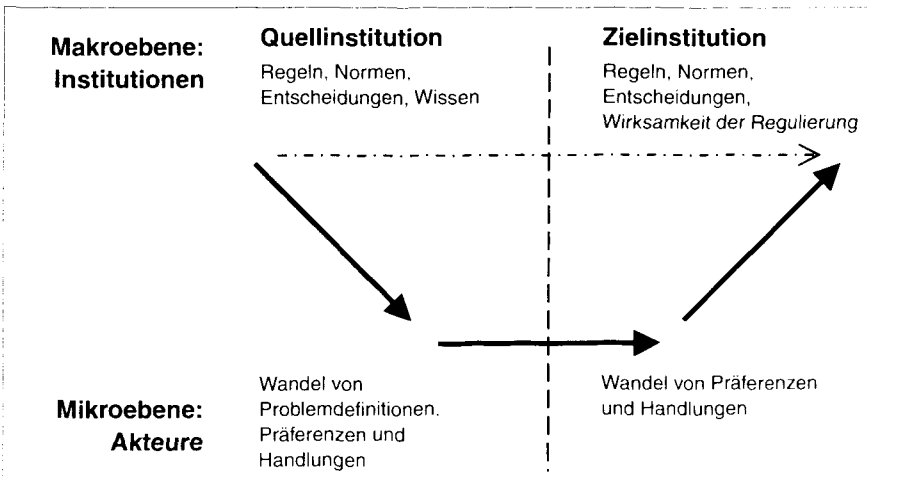 Makroebene:
Institutionen
Quellinstitution
Regeln, Normen,
Entscheidungen, Wissen
Zielinstitution
Regeln, Normen,
Entscheidungen,
Wirksamkeit der Regulierung
Mikroebene:
Akteure
Wandel von
Problemdefinitionen.
Präferenzen und
Handlungen
Wandel von Präferenzen
und Handlungen